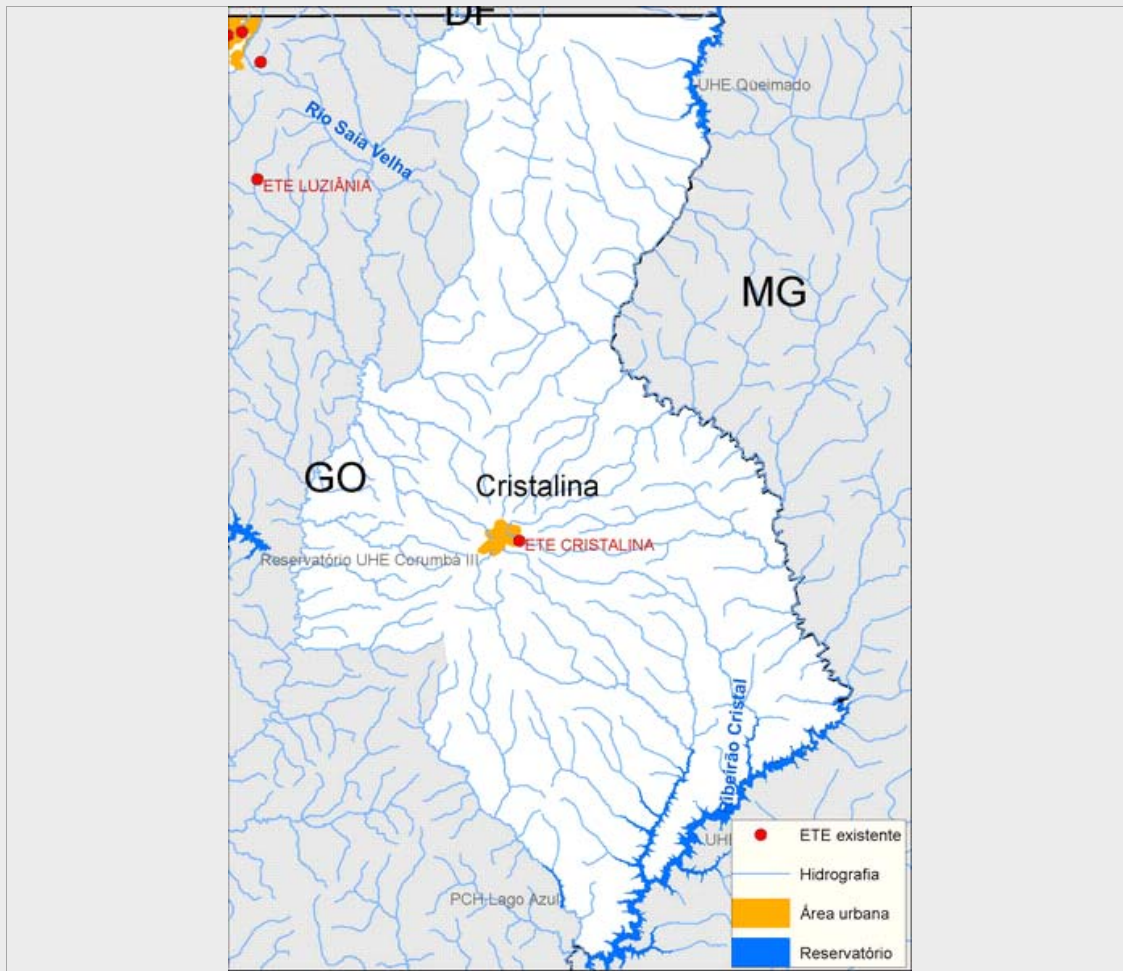 DF
UHE Queimado
Rio Saia Velha
ETE LUZIÂNIA
MG
GO
Cristalina
ETE CRISTALINA
Reservatório UHE Corumbá III
Ribeirão Cristal
UHE
PCH Lago Azul
ETE existente
Hidrografia
Área urbana
Reservatório